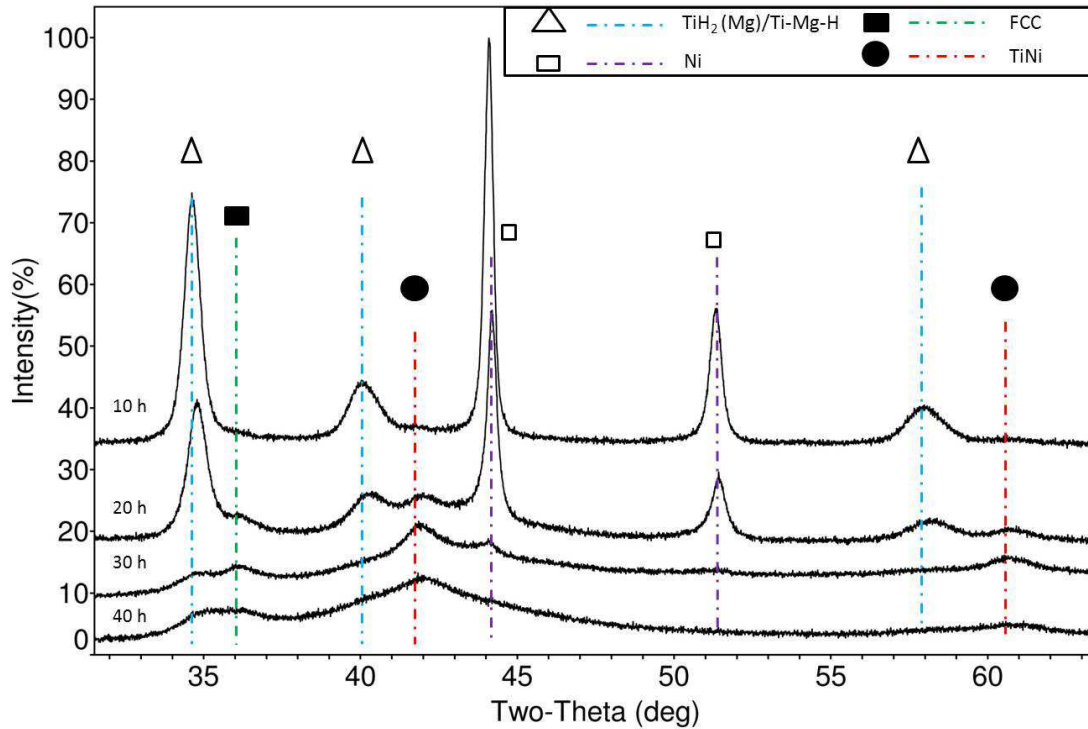 TiH₂ (Mg)/Ti-Mg-H
FCC
Ni
TiNi
100
90
80
70
60
50
40
30
20
10
0
Intensity(%)
10 h
20 h
30 h
40 h
35 40 45 50 55 60
Two-Theta (deg)